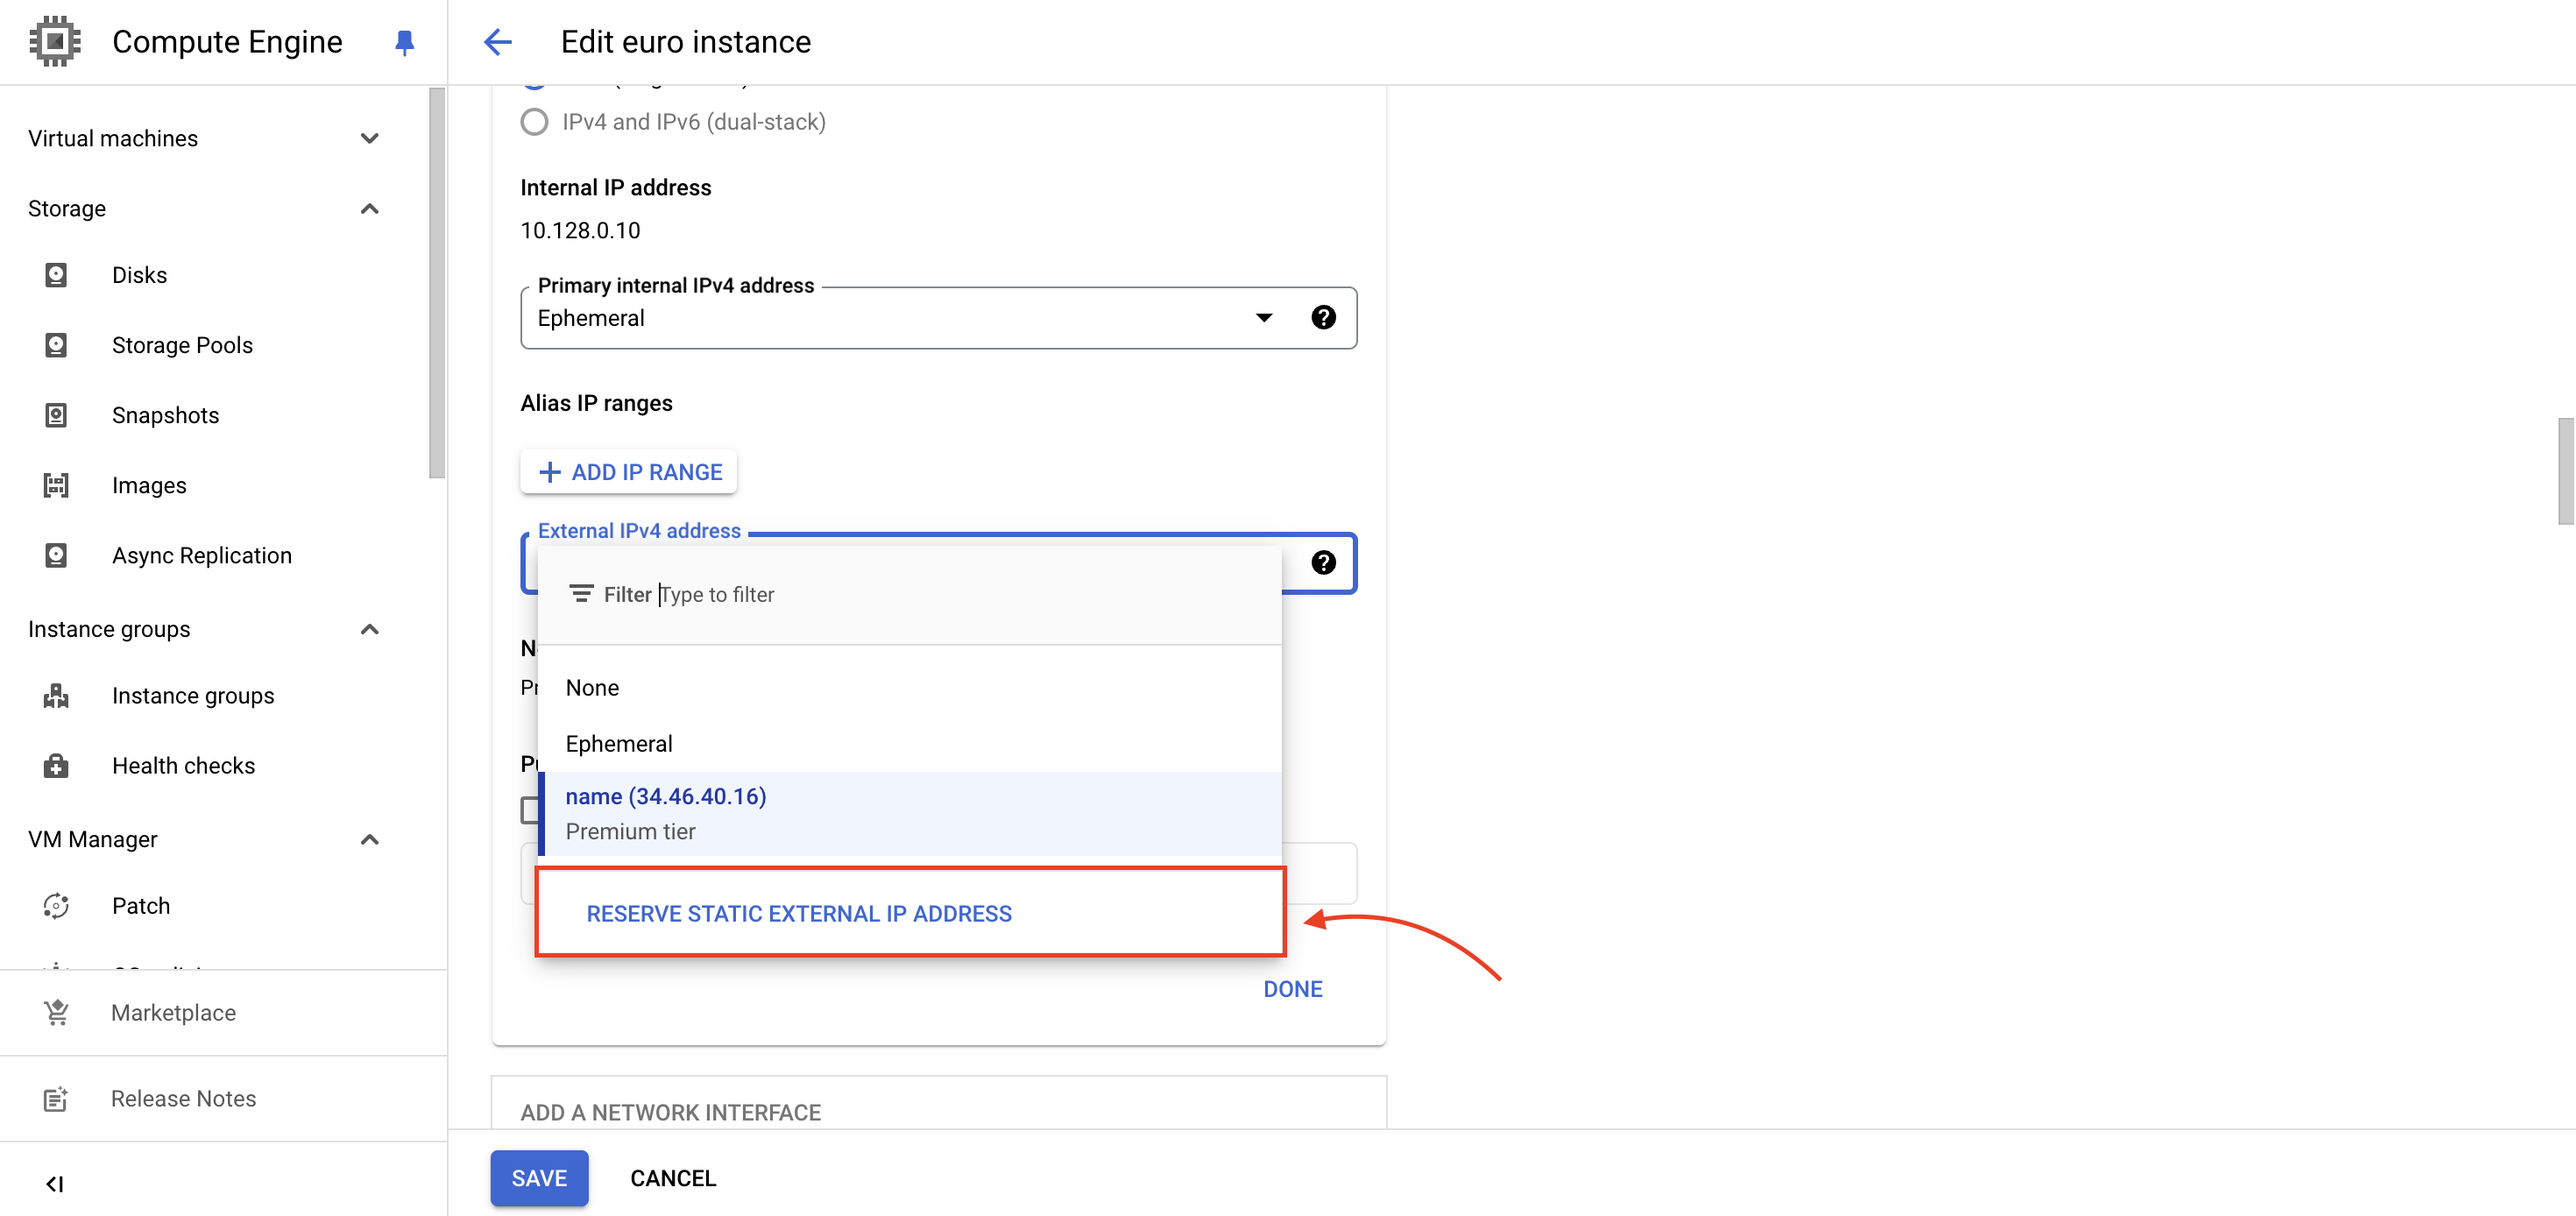 Compute Engine
Edit euro instance
Virtual machines
Storage
Disks
Storage Pools
Snapshots
Images
Async Replication
Instance groups
Instance groups
Health checks
VM Manager
Patch
Marketplace
Release Notes
IPv4 and IPv6 (dual-stack)
Internal IP address
10.128.0.10
Primary internal IPv4 address
Ephemeral
Alias IP ranges
ADD IP RANGE
External IPv4 address
Filter Type to filter
None
Ephemeral
name (34.46.40.16)
Premium tier
RESERVE STATIC EXTERNAL IP ADDRESS
DONE
ADD A NETWORK INTERFACE
SAVE CANCEL